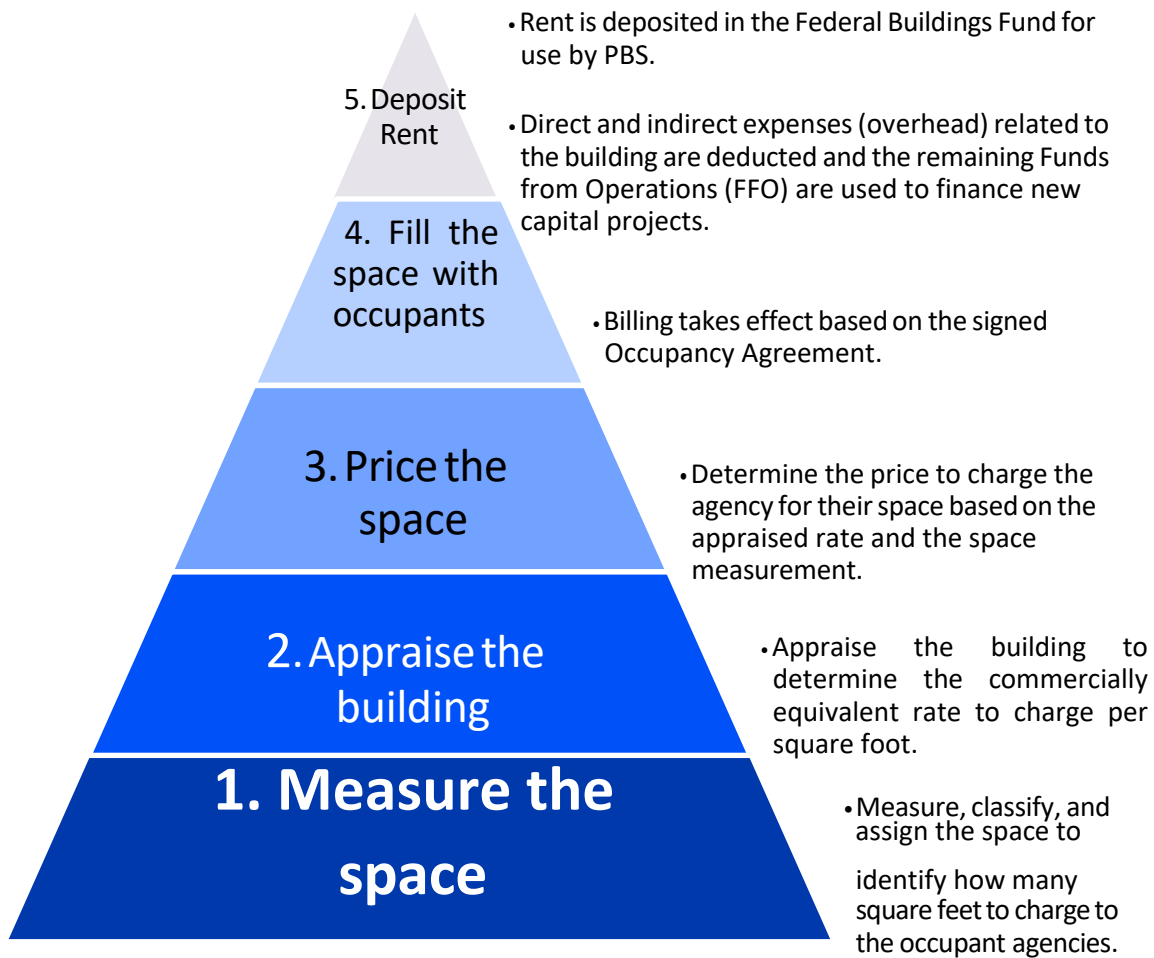 5. Deposit
Rent
• Rent is deposited in the Federal Buildings Fund for
use by PBS.
• Direct and indirect expenses (overhead) related to
the building are deducted and the remaining Funds
from Operations (FFO) are used to finance new
capital projects.
4. Fill the
space with
occupants
• Billing takes effect based on the signed
Occupancy Agreement.
3. Price the
space
• Determine the price to charge the
agency for their space based on the
appraised rate and the space
measurement.
2. Appraise the
building
• Appraise the building to
determine the commercially
equivalent rate to charge per
square foot.
1. Measure the
space
• Measure, classify, and
assign the space to
identify how many
square feet to charge to
the occupant agencies.